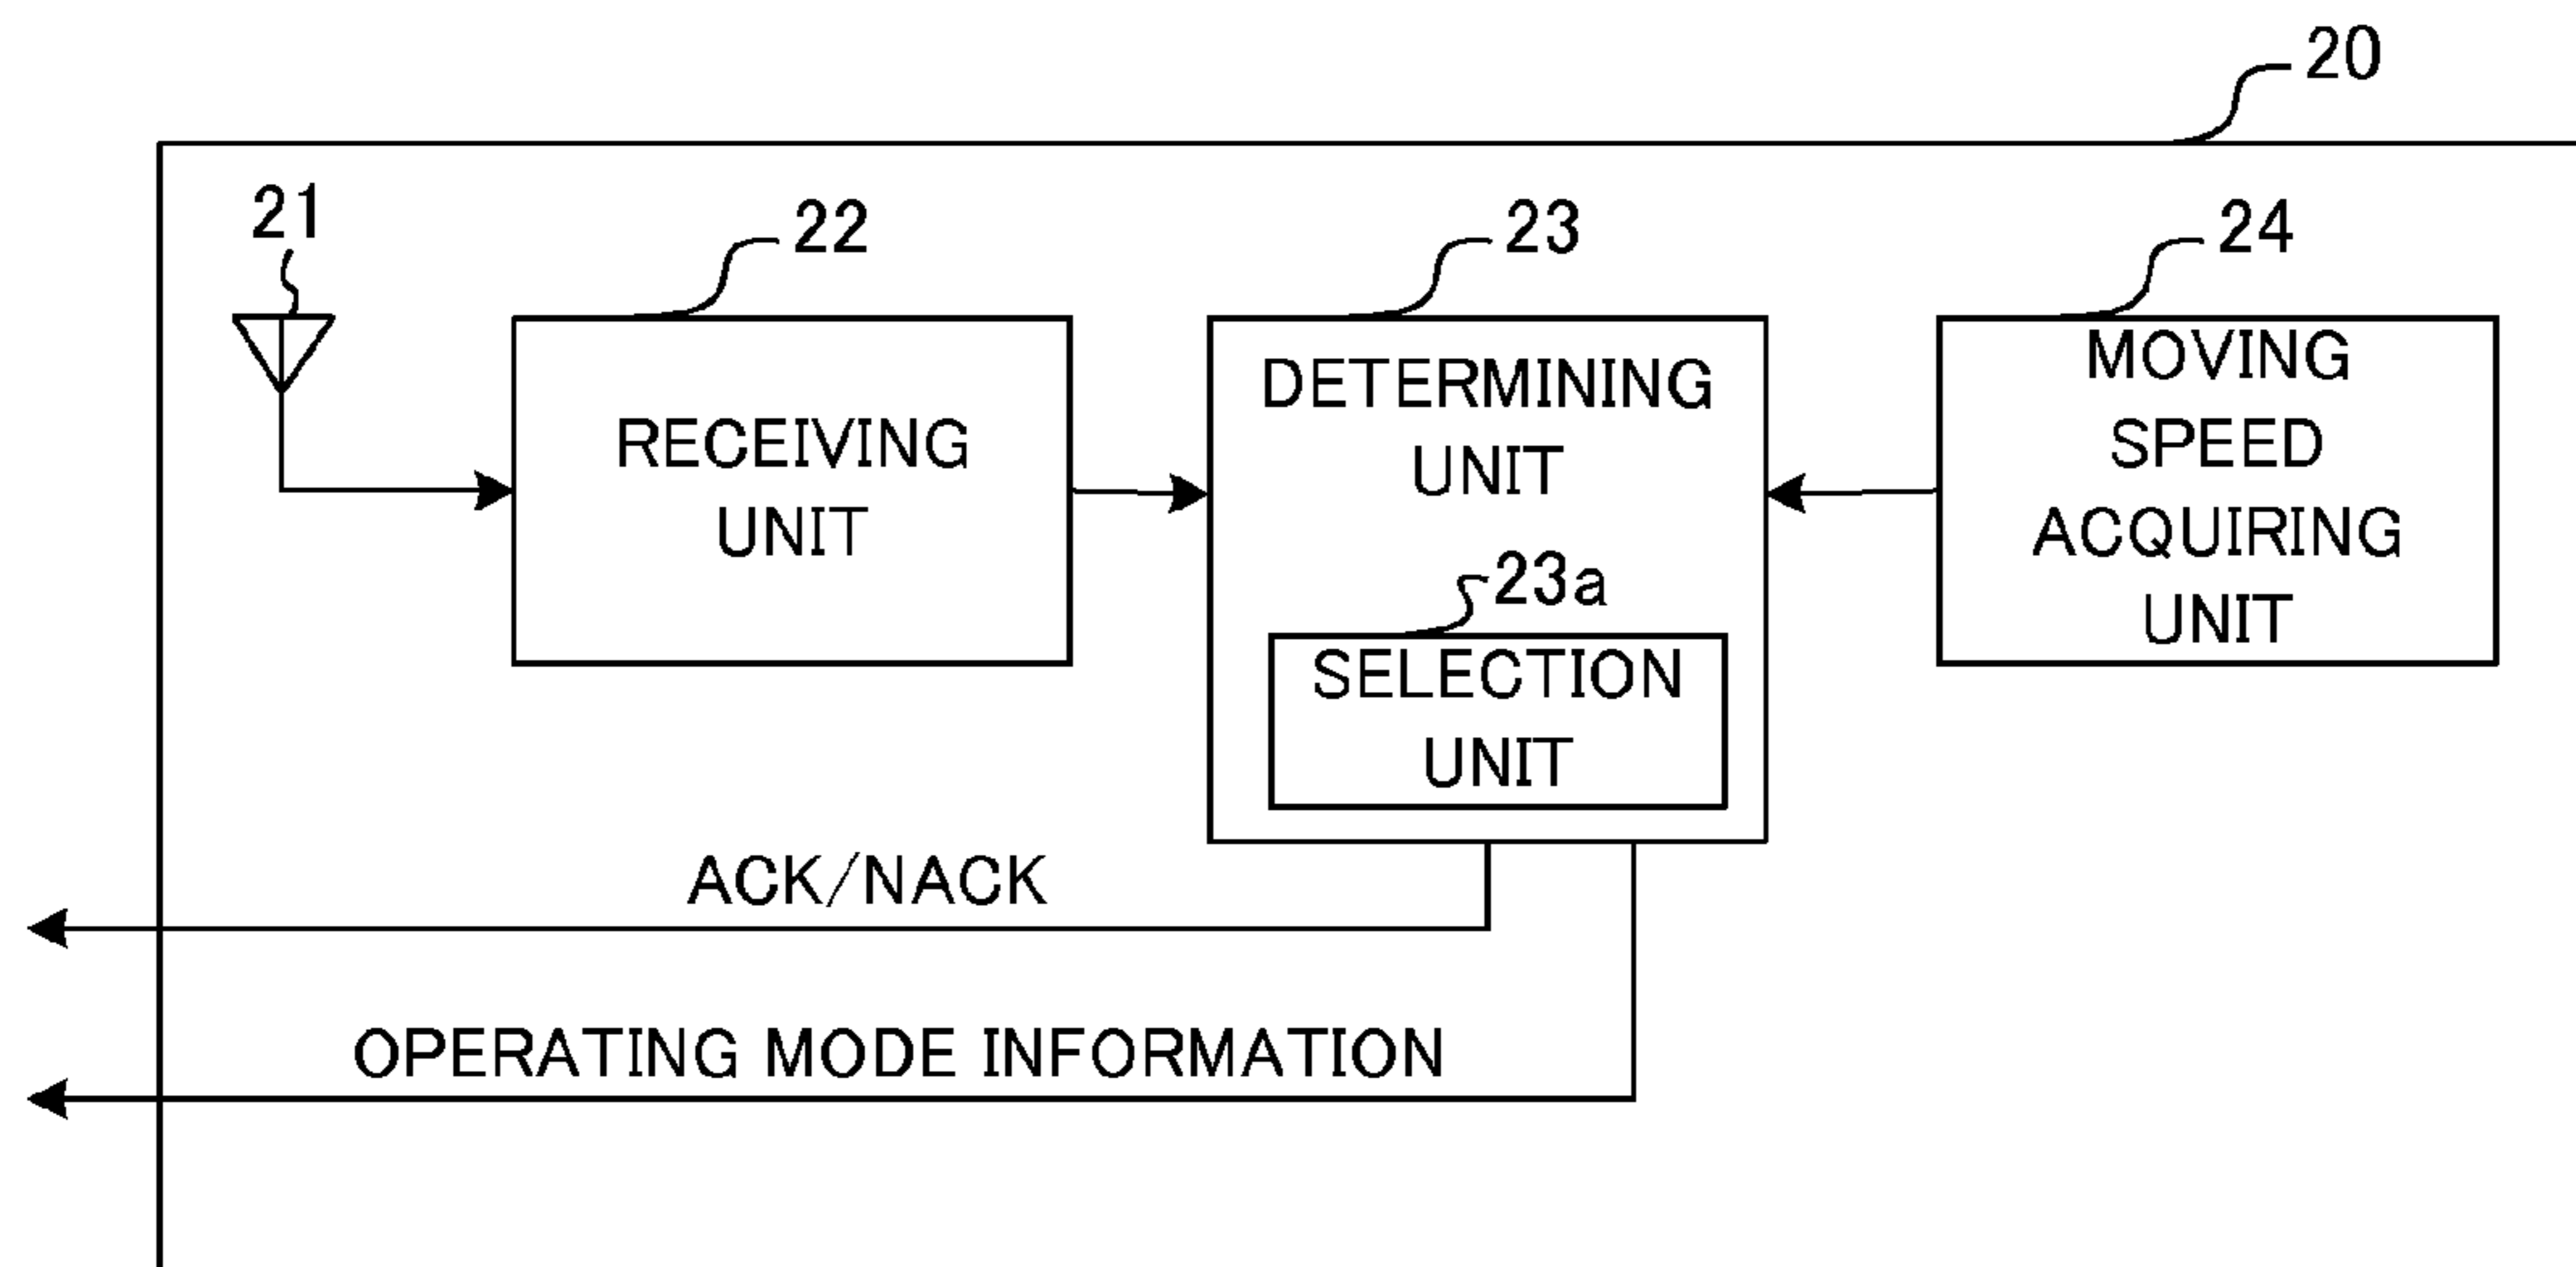 20
21
22
23
24
RECEIVING
UNIT
DETERMINING
UNIT
23a
SELECTION
UNIT
MOVING
SPEED
ACQUIRING
UNIT
ACK/NACK
OPERATING MODE INFORMATION